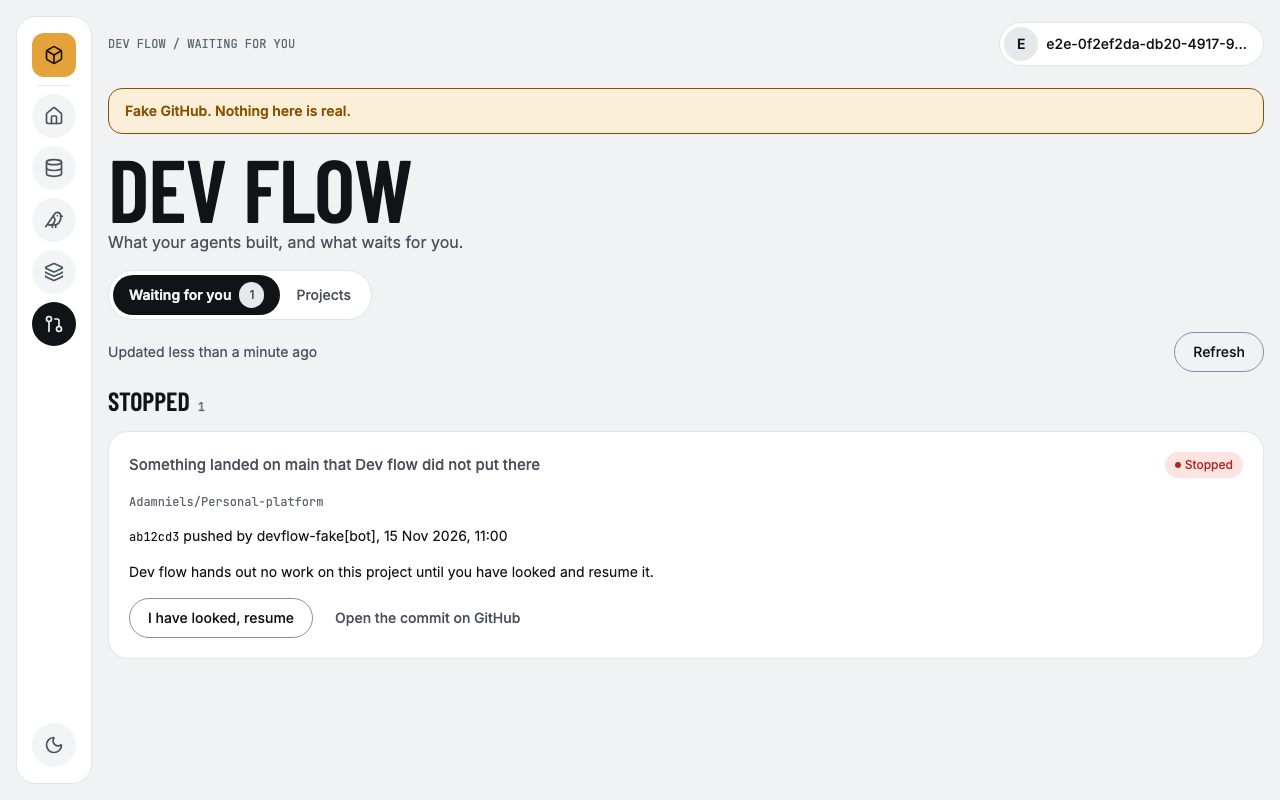 DEV FLOW / WAITING FOR YOU
E
e2e-0f2ef2da-db20-4917-9...
Fake GitHub. Nothing here is real.
DEV FLOW
What your agents built, and what waits for you.
Waiting for you 1
Projects
Updated less than a minute ago
Refresh
STOPPED 1
Something landed on main that Dev flow did not put there
Stopped
Adamniels/Personal-platform
ab12cd3 pushed by devflow-fake[bot], 15 Nov 2026, 11:00
Dev flow hands out no work on this project until you have looked and resume it.
I have looked, resume
Open the commit on GitHub